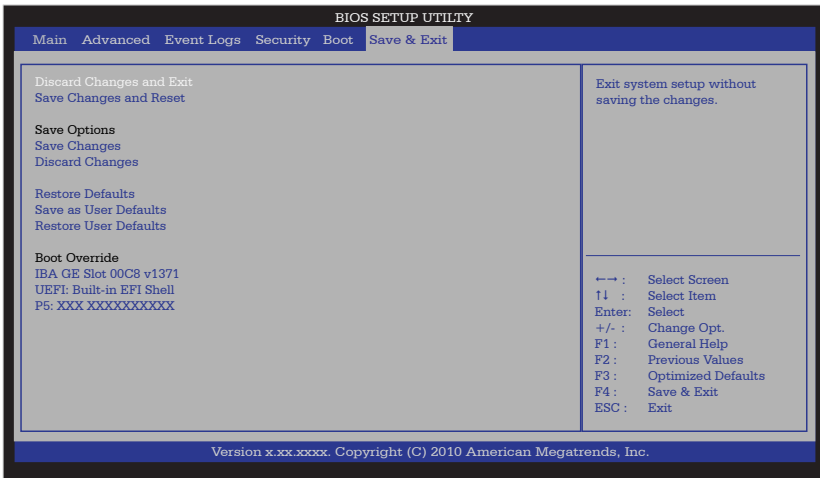 BIOS SETUP UTILTY
Main Advanced Event Logs Security Boot Save & Exit
Discard Changes and Exit
Save Changes and Reset
Save Options
Save Changes
Discard Changes
Restore Defaults
Save as User Defaults
Restore User Defaults
Boot Override
IBA GE Slot 00C8 v1371
UEFI: Built-in EFI Shell
P5: XXX XXXXXXXXXX
Exit system setup without
saving the changes.
←→ : Select Screen
↑↓ : Select Item
Enter: Select
+/- : Change Opt.
F1 : General Help
F2 : Previous Values
F3 : Optimized Defaults
F4 : Save & Exit
ESC : Exit
Version x.xx.xxxx. Copyright (C) 2010 American Megatrends, Inc.